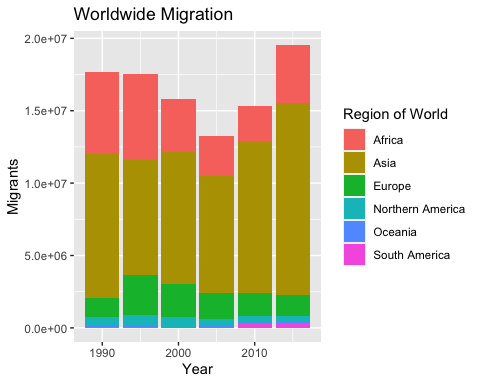 Worldwide Migration
2.0e+07
1.5e+07
1.0e+07
5.0e+06
0.0e+00
Migrants
1990
2000
2010
Year
Region of World
Africa
Asia
Europe
Northern America
Oceania
South America